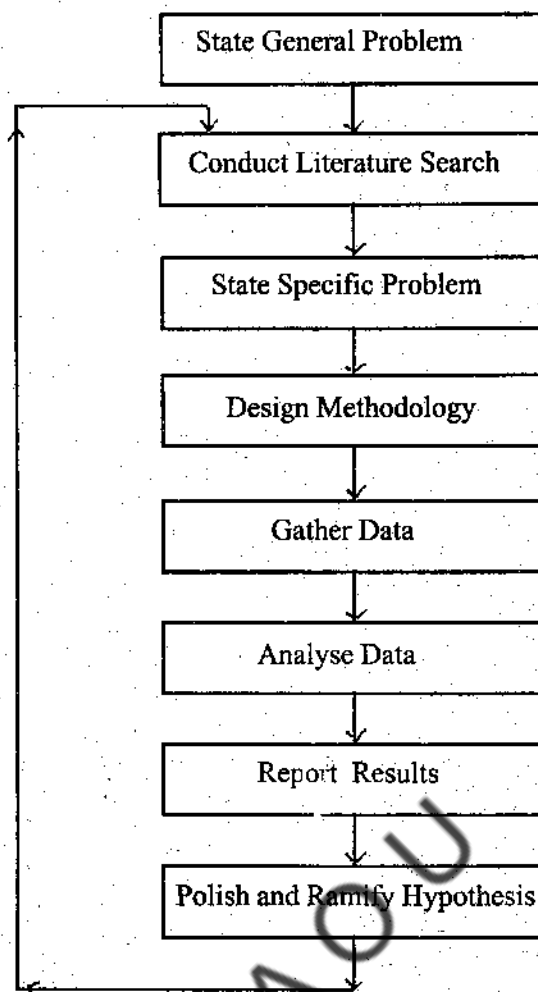 State General Problem
Conduct Literature Search
State Specific Problem
Design Methodology
Gather Data
Analyse Data
Report Results
Polish and Ramify Hypothesis
OU